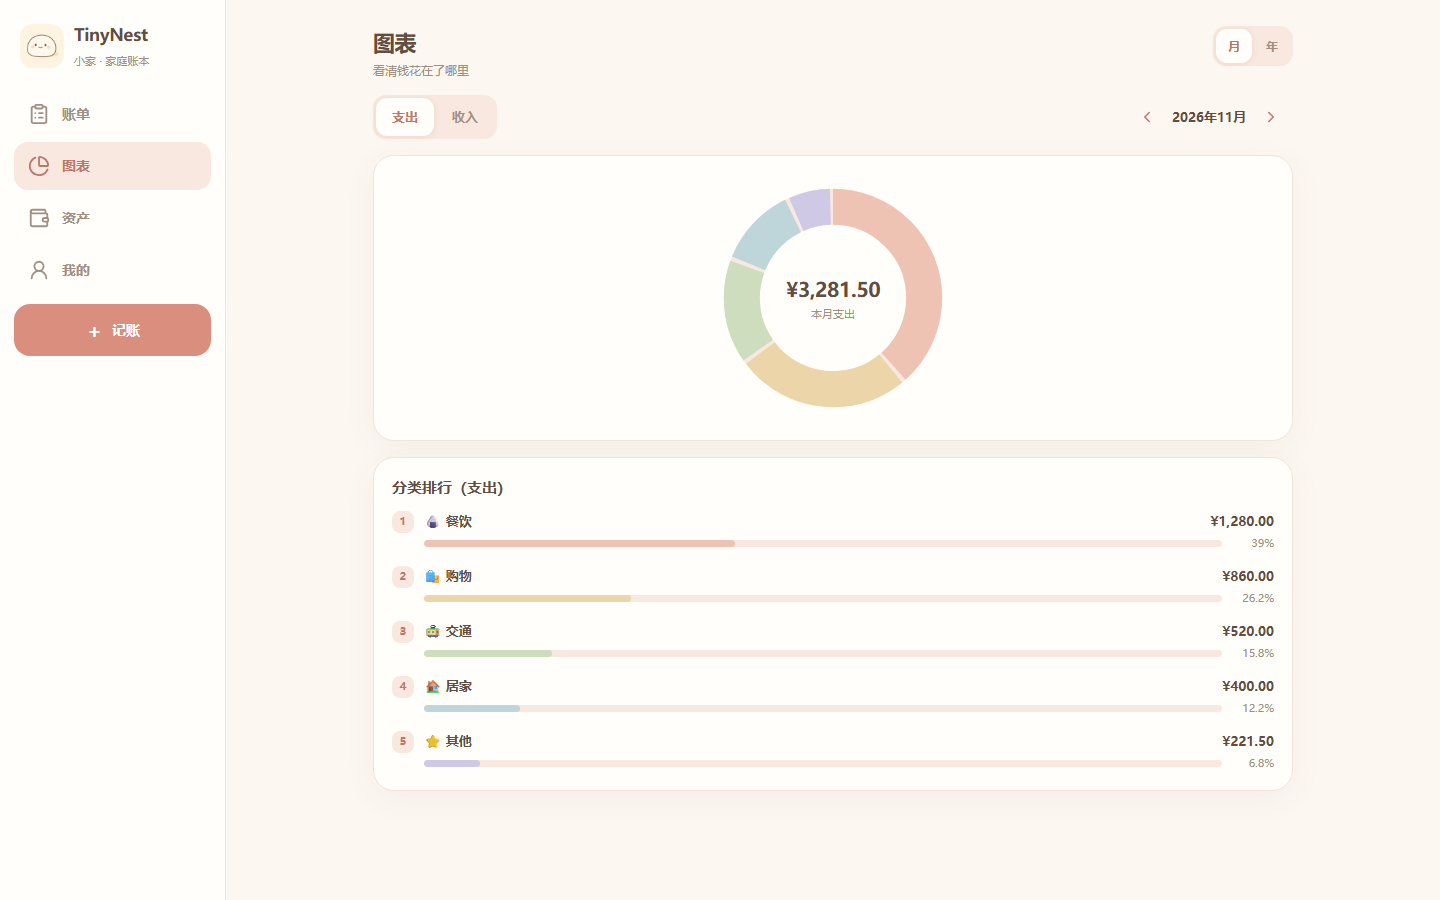 TinyNest
小家 · 家庭账本
账单
图表
资产
我的
+ 记账
图表
看清钱花在了哪里
月 年
支出 收入
2026年11月
¥3,281.50
本月支出
分类排行（支出）
1 餐饮 ¥1,280.00
39%
2 购物 ¥860.00
26.2%
3 交通 ¥520.00
15.8%
4 居家 ¥400.00
12.2%
5 其他 ¥221.50
6.8%